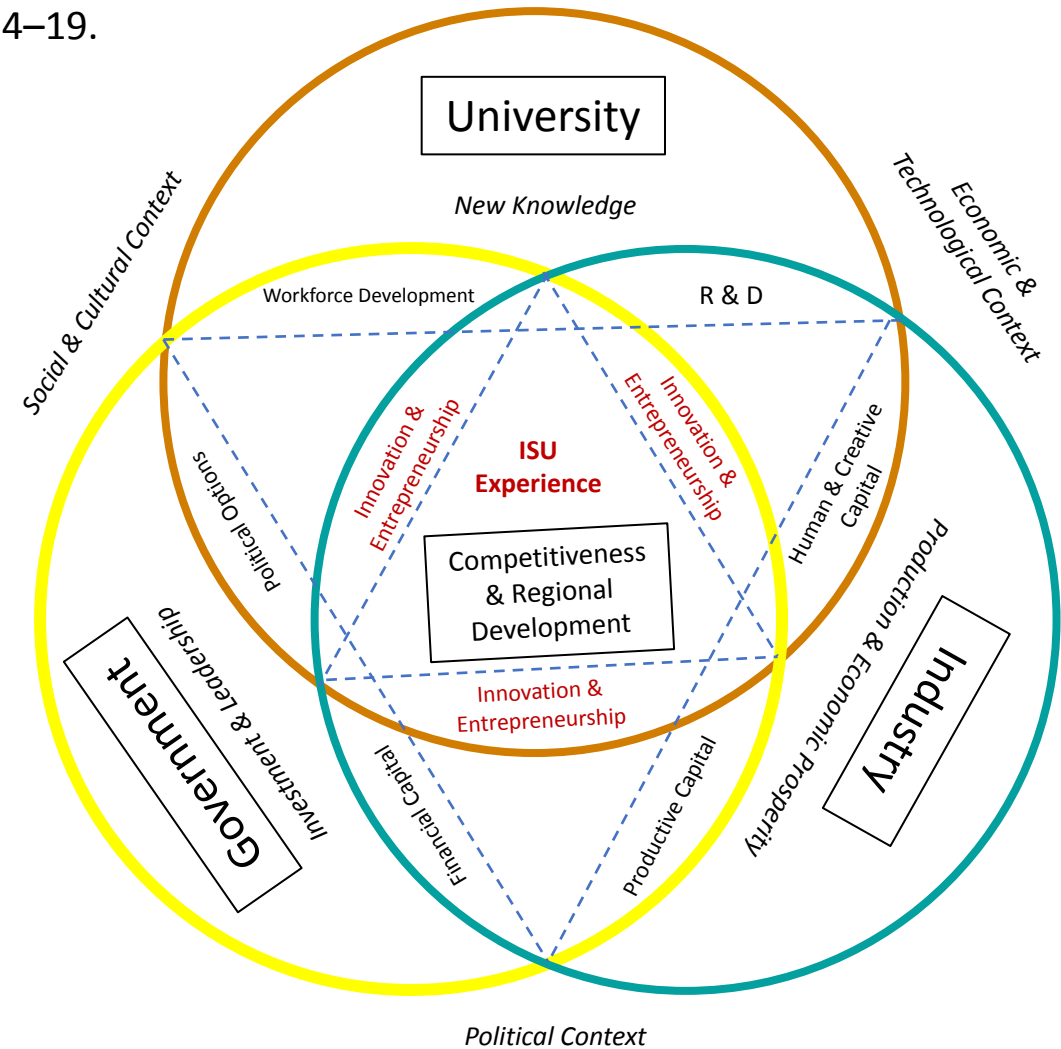 4–19.
University
New Knowledge
Social & Cultural Context
Economic &
Technological Context
Workforce Development
R & D
Innovation &
Entrepreneurship
Innovation &
Entrepreneurship
ISU
Experience
Political Options
Human & Creative
Capital
Competitiveness
& Regional
Development
Innovation &
Entrepreneurship
Government
Investment & Leadership
Production & Economic Prosperity
Industry
Financial Capital
Productive Capital
Political Context